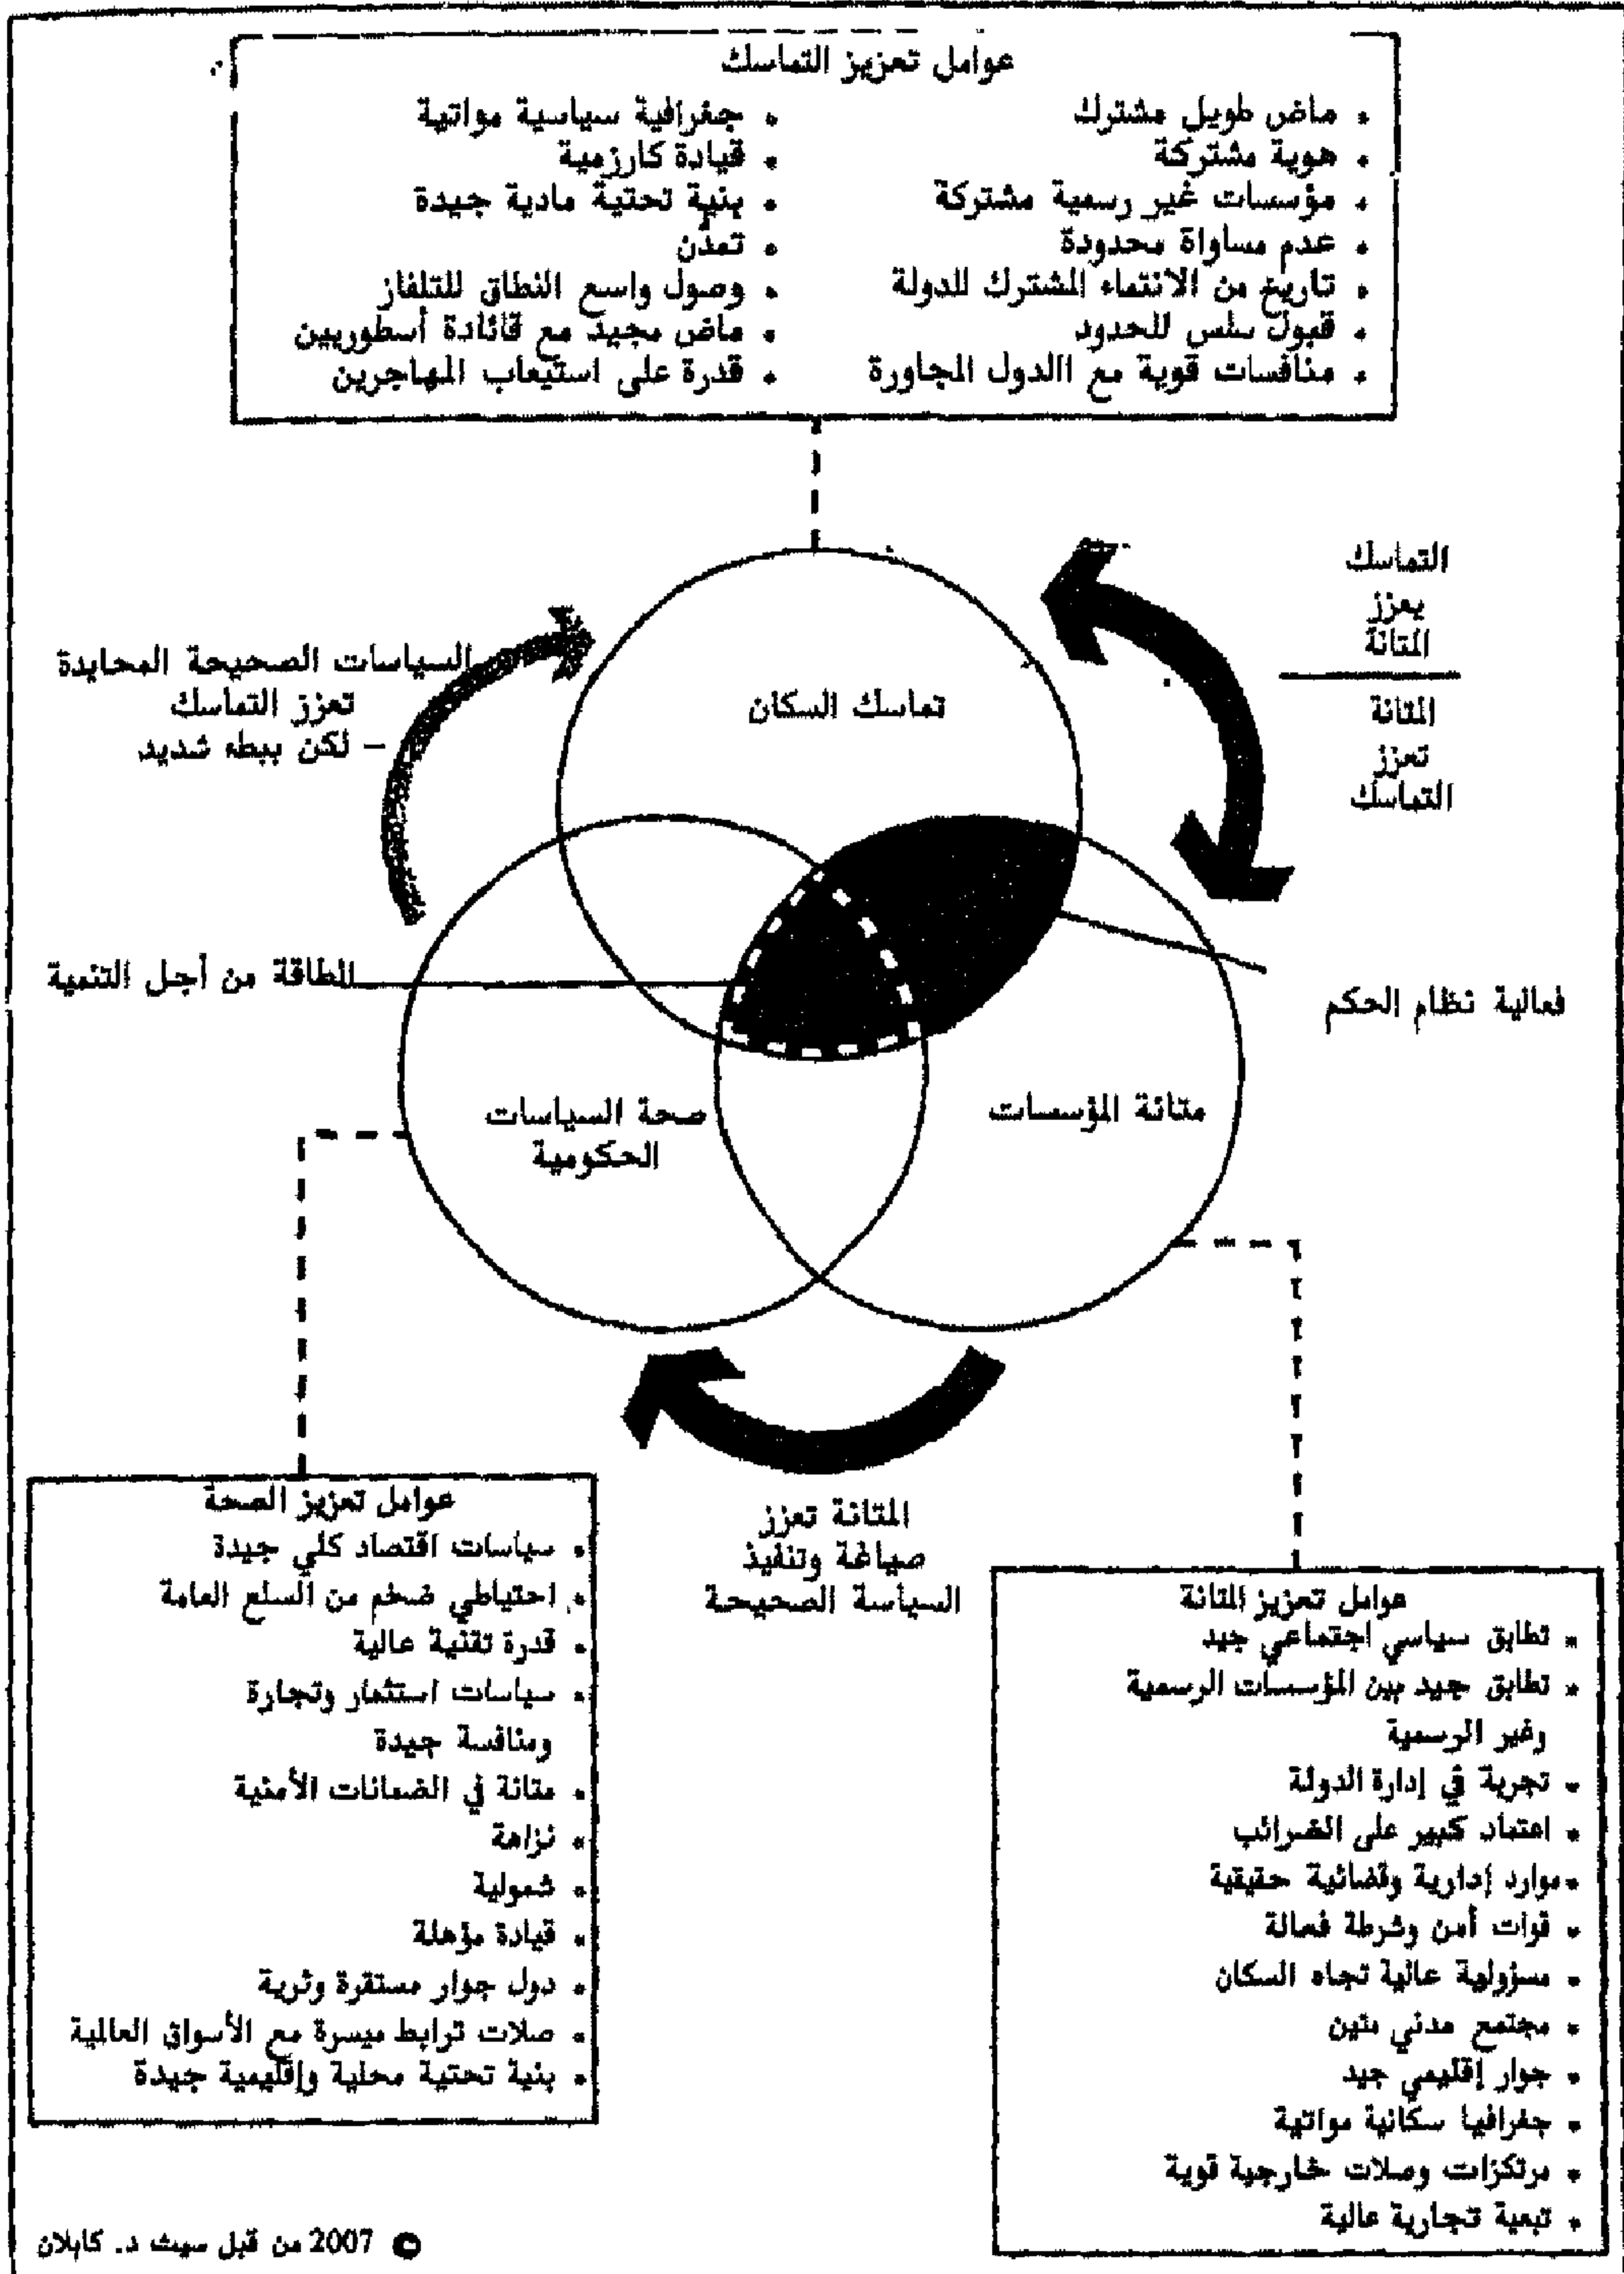 عوامل تعزيز التماسك
• ماض طويل مشترك
• هوية مشتركة
• مؤسسات غير رسمية مشتركة
• عدم مساواة محدودة
• تاريخ من الانتماء المشترك للدولة
• قبول سلس للحدود
• منافسات قوية مع االدول المجاورة
• جغرافية سياسية مواتية
• قيادة كارزمية
• بنية تحتية مادية جيدة
• تمدّن
• وصول واسع النطاق للتلفاز
• ماض مجيد مع قائادة أسطوريين
• قدرة على استيعاب المهاجرين
التماسك
يعزز
المتانة
المتانة
تعزز
التماسك
السياسات الصحيحة المحايدة
تعزز التماسك
– لكن ببطء شديد
تماسك السكان
الطاقة من أجل التنمية
فعالية نظام الحكم
متانة المؤسسات
صحة السياسات
الحكومية
المتانة تعزز
صياغة وتنفيذ
السياسة الصحيحة
عوامل تعزيز المتانة
• تطابق سياسي اجتماعي جيد
• تطابق جيد بين المؤسسات الرسمية
وغير الرسمية
• تجربة في إدارة الدولة
• اعتماد كبير على الضرائب
• موارد إدارية وقضائية حقيقية
• قوات أمن وشرطة فعالة
• مسؤولية عالية تجاه السكان
• مجتمع مدني متين
• جوار إقليمي جيد
• جغرافيا سكانية مواتية
• مرتكزات وصلات خارجية قوية
• تبعية تجارية عالية
عوامل تعزيز الصحة
• سياسات اقتصاد كلي جيدة
• احتياطي ضخم من السلع العامة
• قدرة تقنية عالية
• سياسات استثمار وتجارة
ومنافسة جيدة
• متانة في الضمانات الأمنية
• نزاهة
• شمولية
• قيادة مؤهلة
• دول جوار مستقرة وثرية
• صلات ترابط ميسرة مع الأسواق العالمية
• بنية تحتية محلية وإقليمية جيدة
© 2007 من قبل سيث د. كابلان